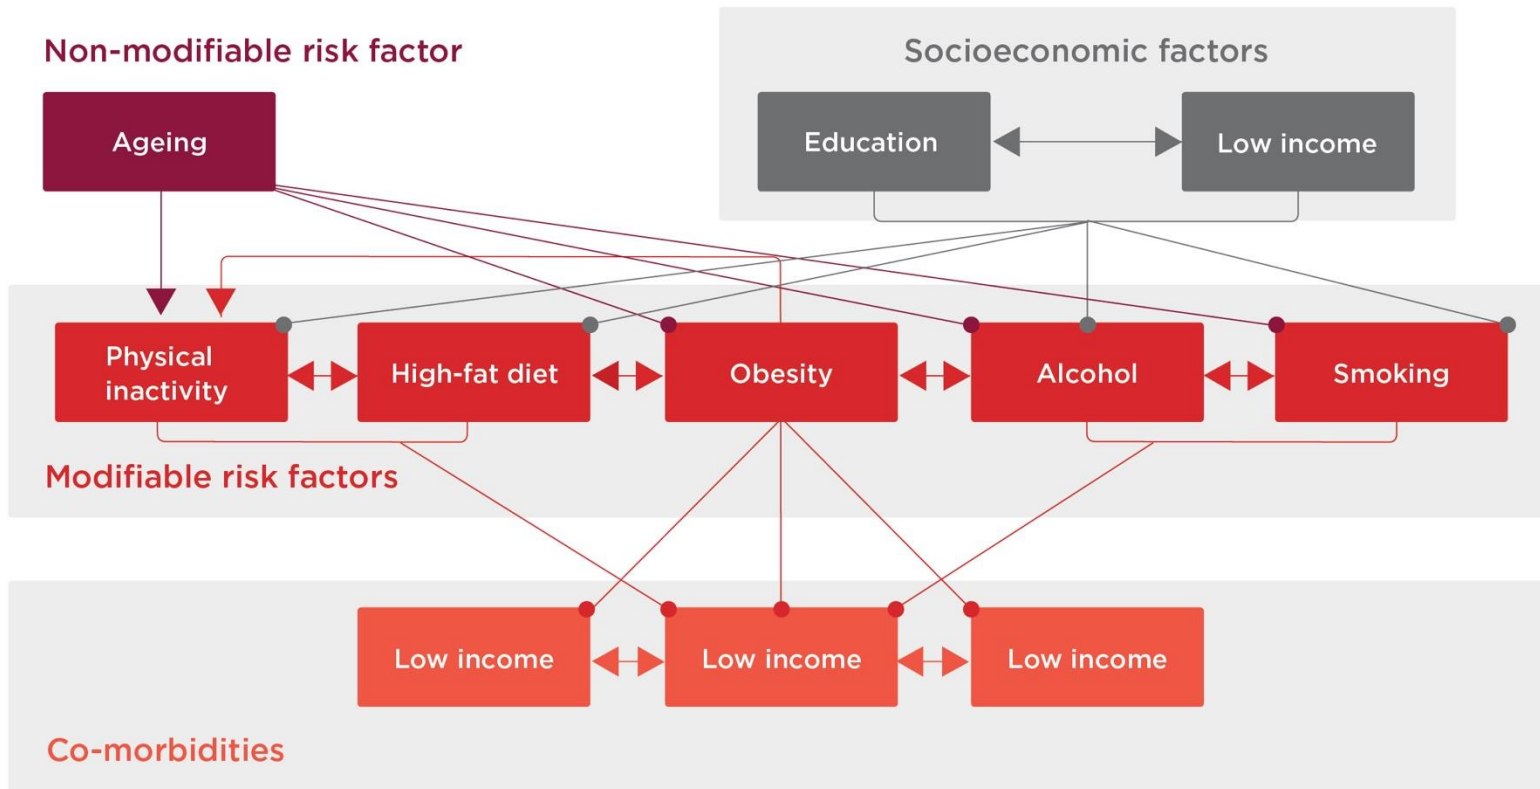 Non-modifiable risk factor
Socioeconomic factors
Ageing
Education
Low income
Physical
inactivity
High-fat diet
Obesity
Alcohol
Smoking
Modifiable risk factors
Low income
Low income
Low income
Co-morbidities